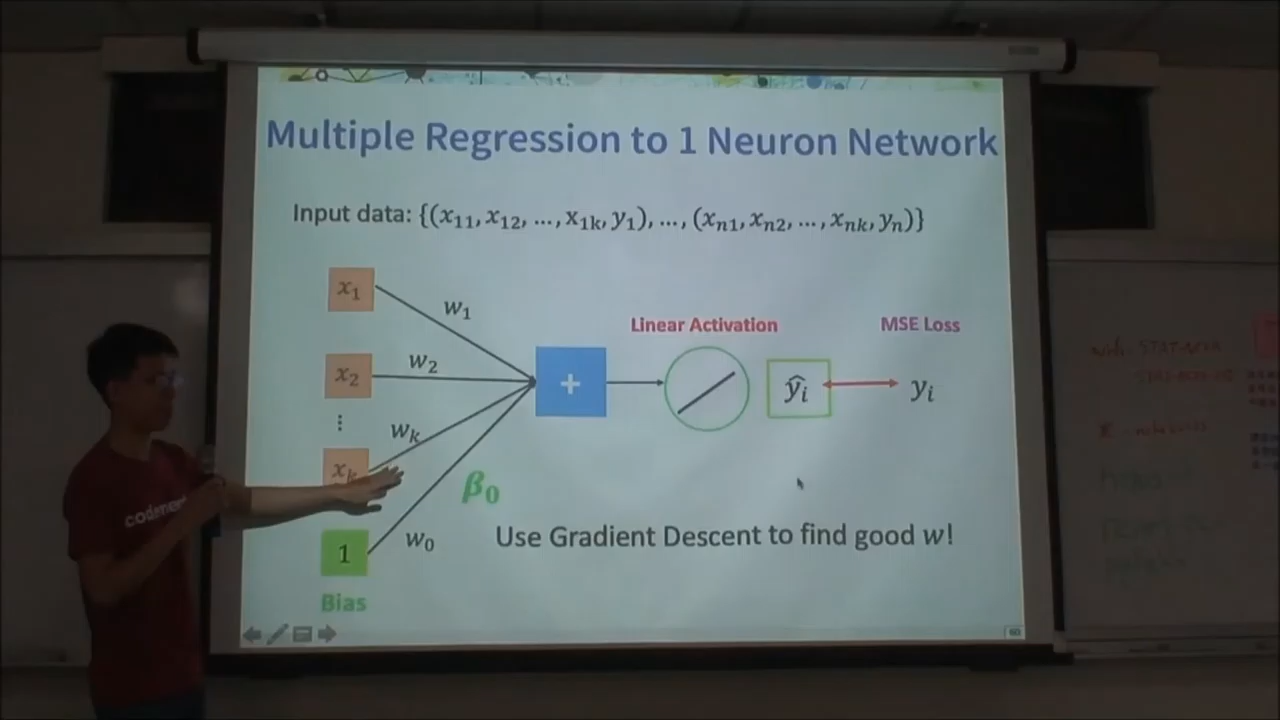 Multiple Regression to 1 Neuron Network
Input data: {(x₁₁, x₁₂, ..., x₁ₖ, y₁), ..., (xₙ₁, xₙ₂, ..., xₙₖ, yₙ)}
x₁
w₁
Linear Activation
MSE Loss
x₂
w₂
+
ŷᵢ
yᵢ
⋮
wₖ
xₖ
β₀
1
w₀
Use Gradient Descent to find good w!
Bias